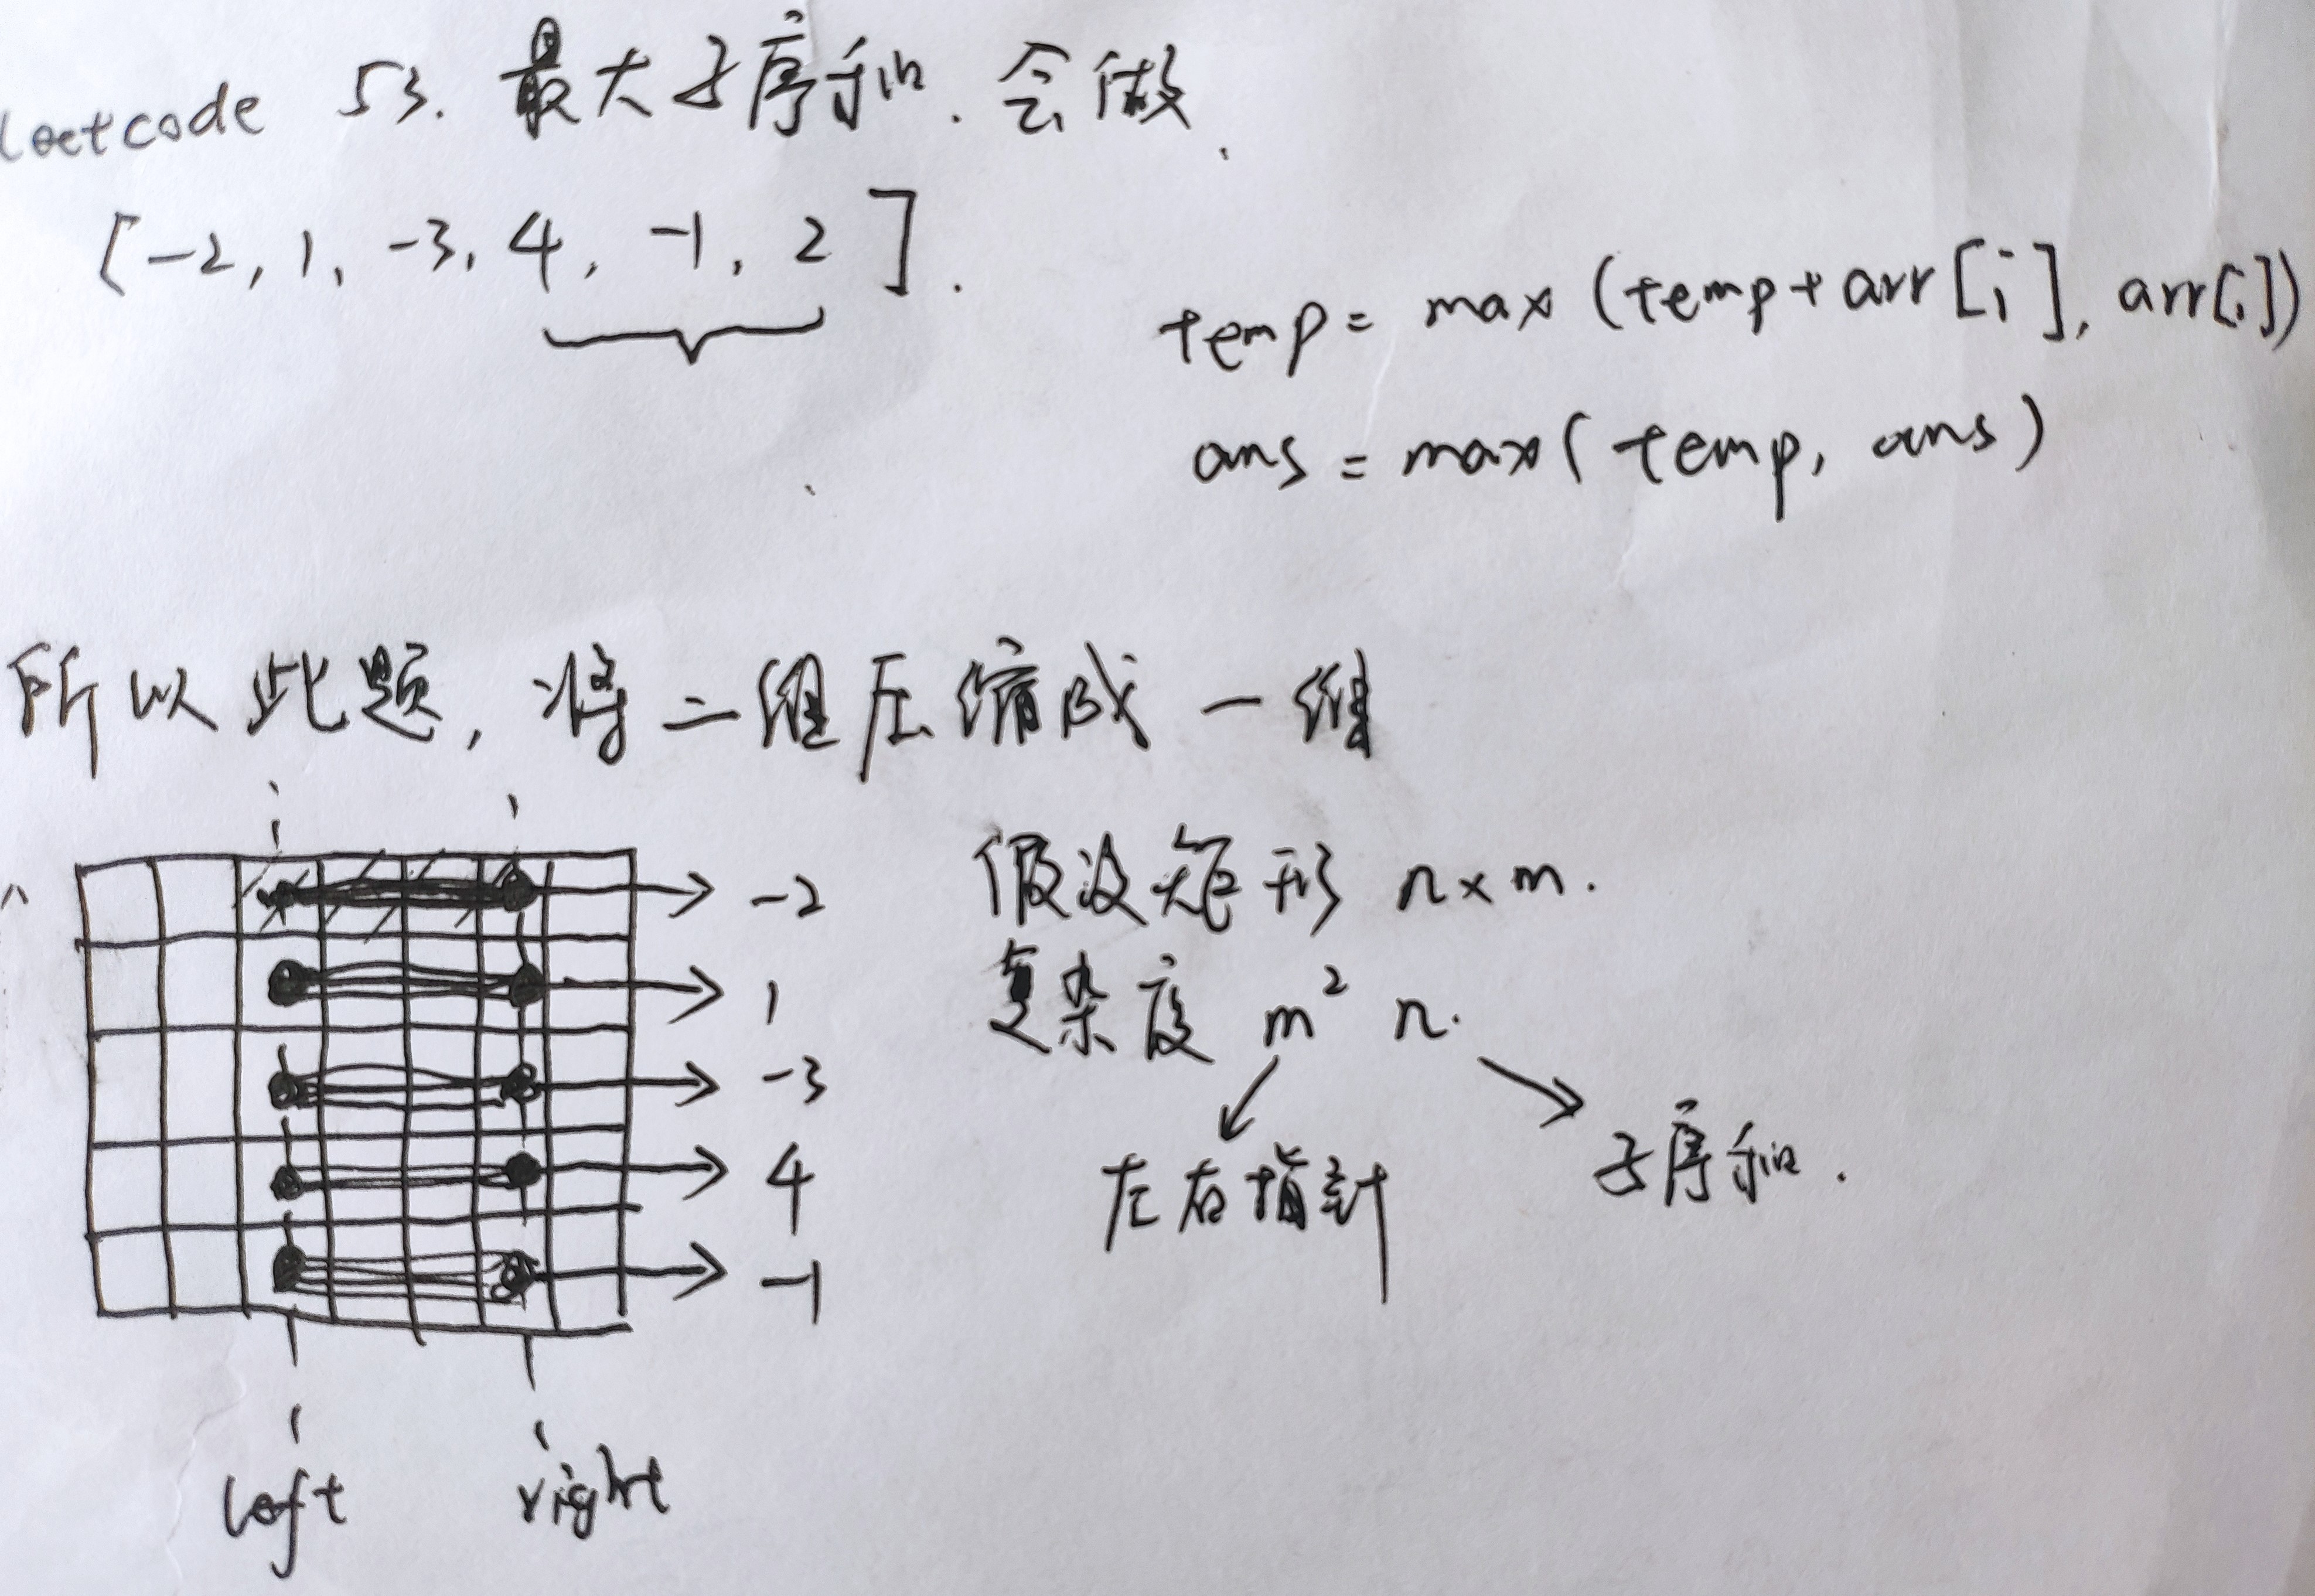 leetcode 53. 最大子序和. 会做.
[-2, 1, -3, 4, -1, 2].
temp = max (temp + arr[i], arr[i])
ans = max( temp, ans)
所以此题, 将二维压缩成一维
-2
1
-3
4
-1
left
right
假设矩形 n×m.
复杂度 m² n.
左右指针
子序和.